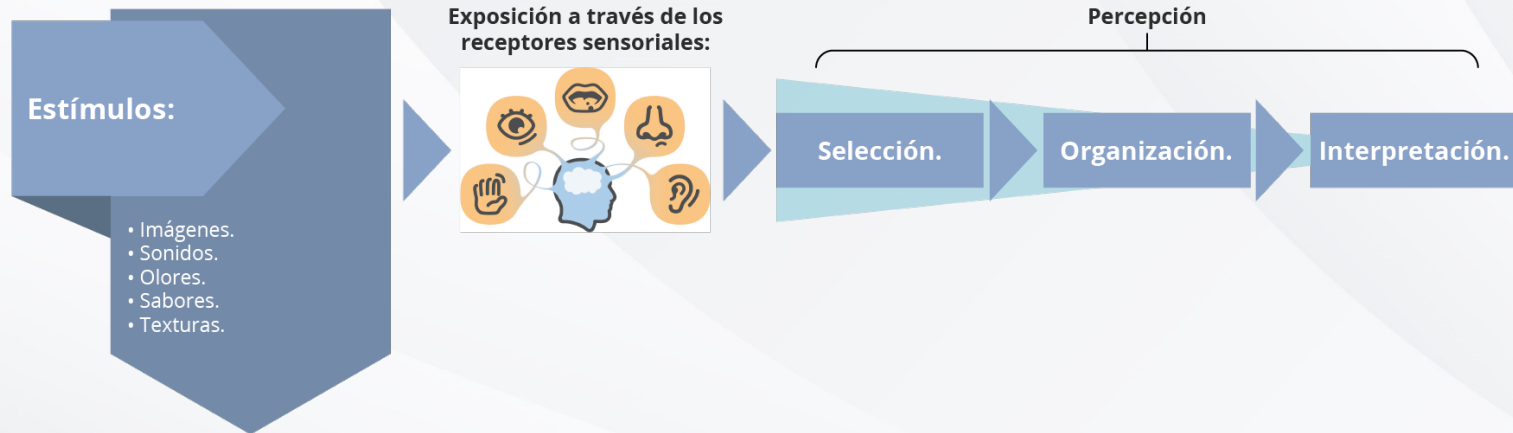 Estímulos:
• Imágenes.
• Sonidos.
• Olores.
• Sabores.
• Texturas.
Exposición a través de los
receptores sensoriales:
Percepción
Selección.
Organización.
Interpretación.